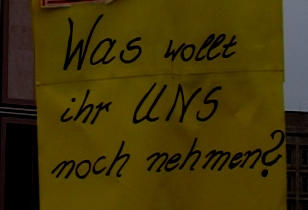 Was wollt
ihr UNS
noch nehmen?